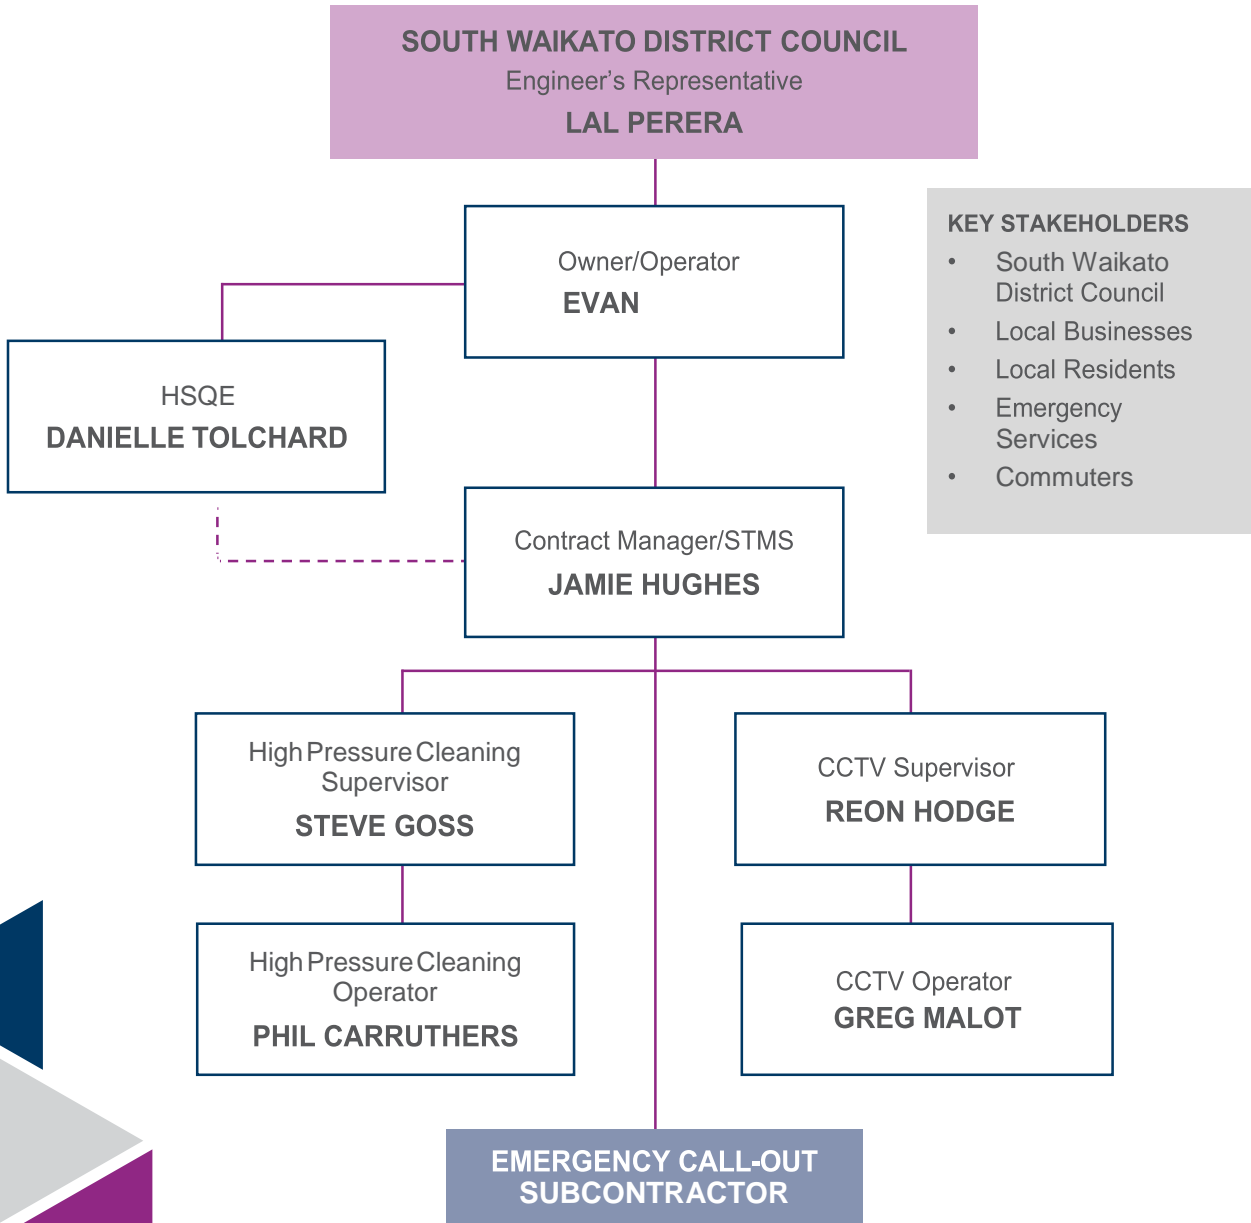 SOUTH WAIKATO DISTRICT COUNCIL
Engineer's Representative
LAL PERERA
Owner/Operator
EVAN
KEY STAKEHOLDERS
• South Waikato
District Council
• Local Businesses
• Local Residents
• Emergency
Services
• Commuters
HSQE
DANIELLE TOLCHARD
Contract Manager/STMS
JAMIE HUGHES
High Pressure Cleaning
Supervisor
STEVE GOSS
CCTV Supervisor
REON HODGE
High Pressure Cleaning
Operator
PHIL CARRUTHERS
CCTV Operator
GREG MALOT
EMERGENCY CALL-OUT
SUBCONTRACTOR